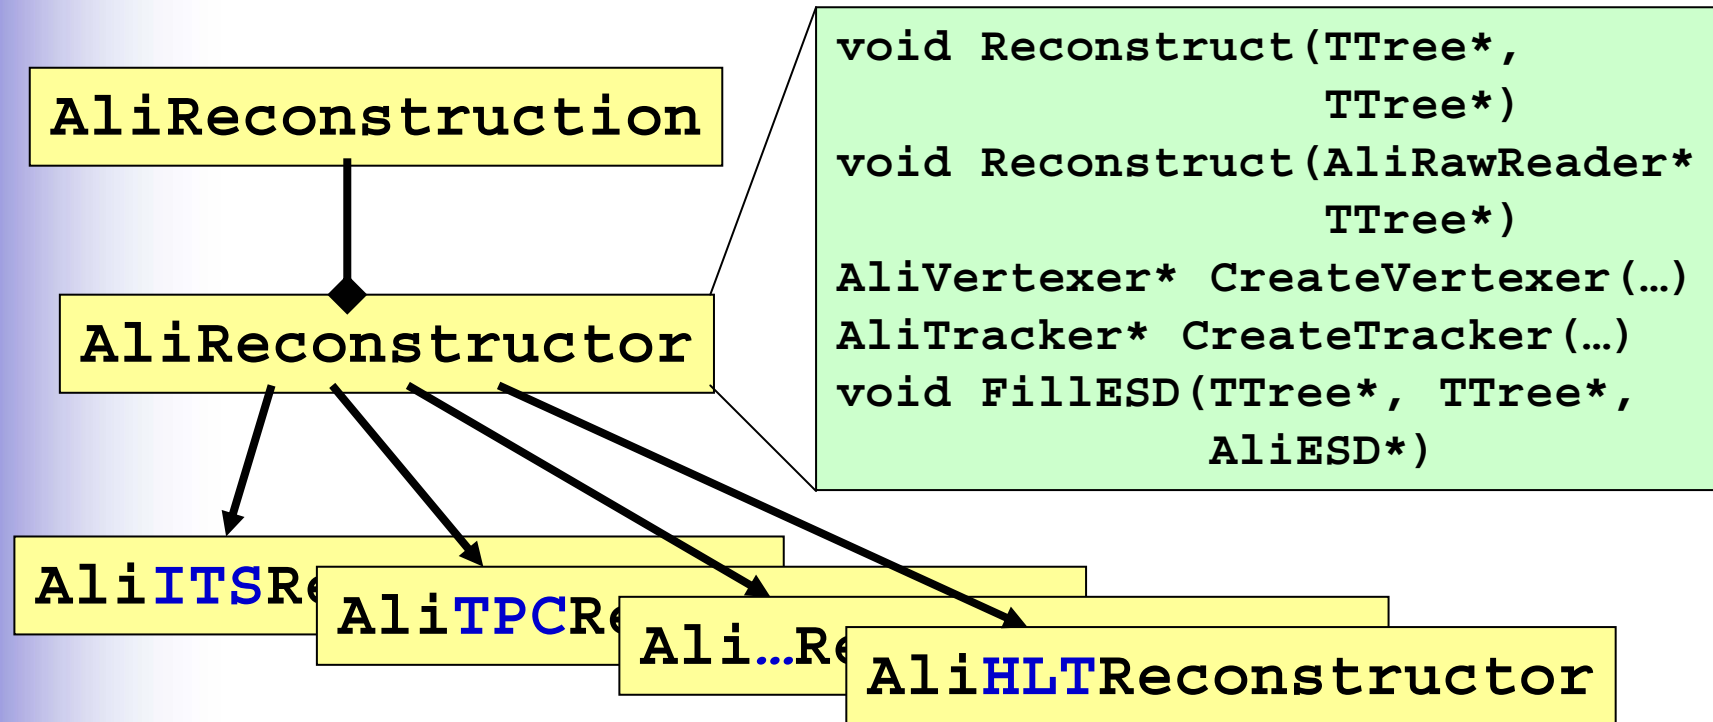 AliReconstruction
void Reconstruct(TTree*,
TTree*)
void Reconstruct(AliRawReader*
TTree*)
AliVertexer* CreateVertexer(…)
AliTracker* CreateTracker(…)
void FillESD(TTree*, TTree*,
AliESD*)
AliReconstructor
AliITSRe
AliTPCRe
Ali…Re
AliHLTReconstructor